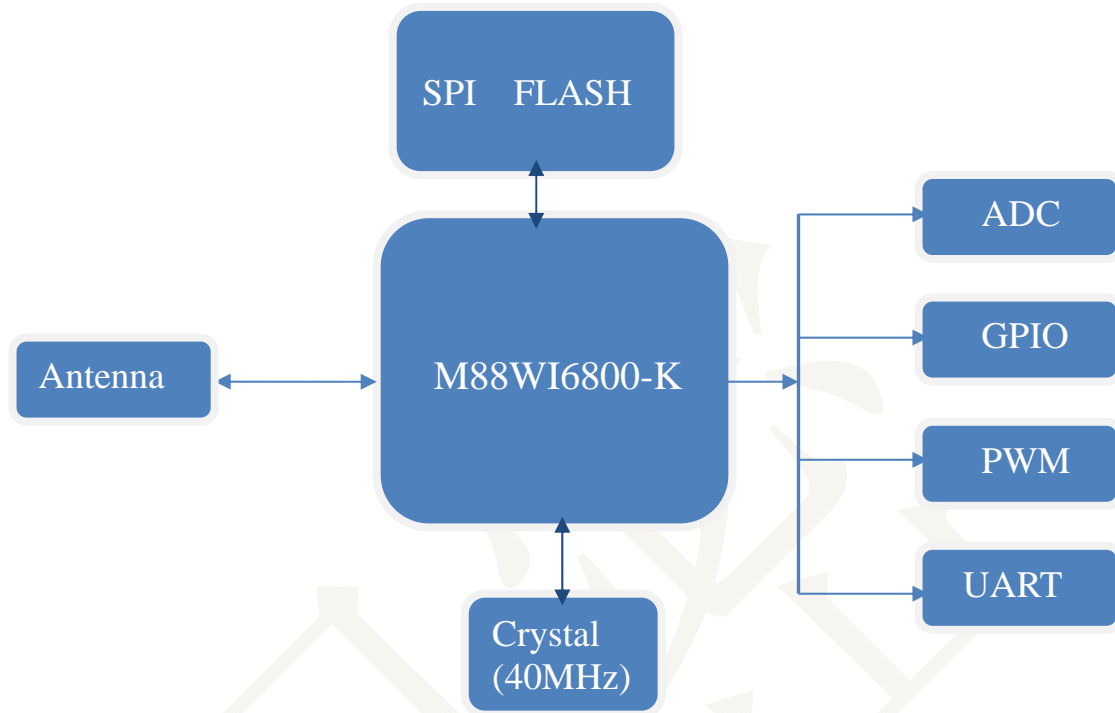 SPI FLASH
ADC
GPIO
Antenna
M88WI6800-K
PWM
UART
Crystal
(40MHz)